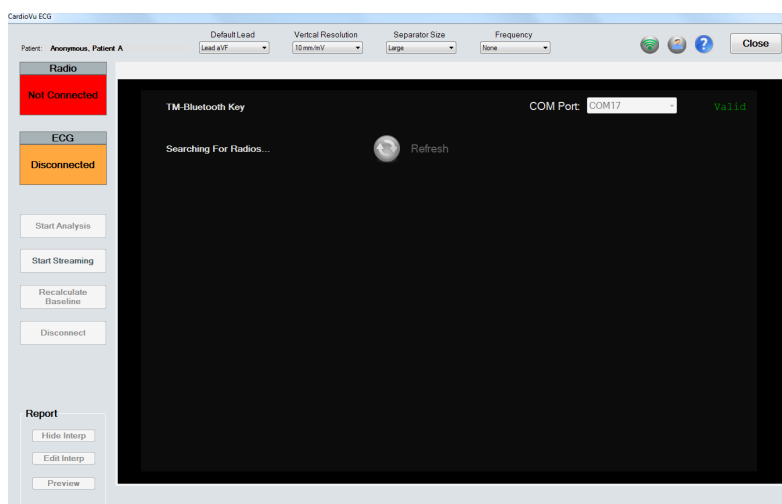 CardioVu ECG
Patient: Anonymous, Patient A
Default Lead
Lead aVF
Vertcal Resolution
10 mm/mV
Separator Size
Large
Frequency
None
?
Close
Radio
Not Connected
ECG
Disconnected
Start Analysis
Start Streaming
Recalculate
Baseline
Disconnect
Report
Hide Interp
Edit Interp
Preview
TM-Bluetooth Key
COM Port: COM17
Valid
Searching For Radios...
Refresh